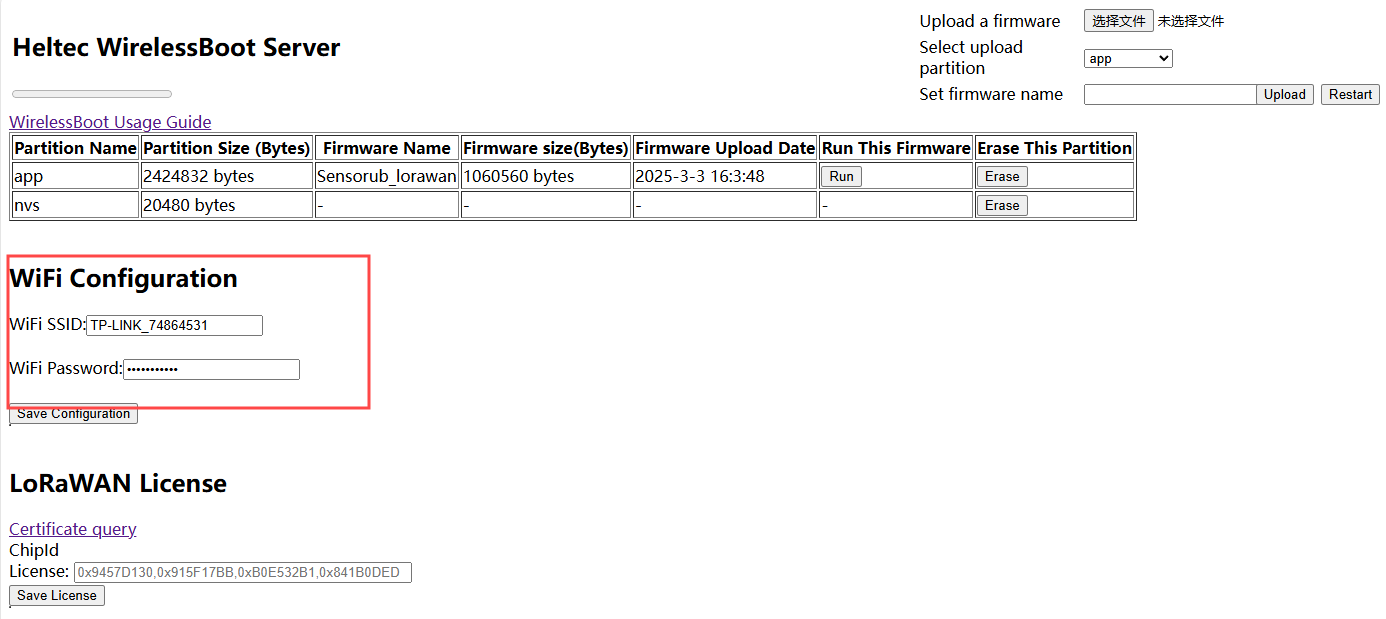 Heltec WirelessBoot Server
Upload a firmware 选择文件 未选择文件
Select upload
partition
app
Set firmware name Upload Restart
WirelessBoot Usage Guide
Partition Name Partition Size (Bytes) Firmware Name Firmware size(Bytes) Firmware Upload Date Run This Firmware Erase This Partition
app 2424832 bytes Sensorub_lorawan 1060560 bytes 2025-3-3 16:3:48 Run Erase
nvs 20480 bytes - - - - Erase
WiFi Configuration
WiFi SSID: TP-LINK_74864531
WiFi Password: •••••••••••
Save Configuration
LoRaWAN License
Certificate query
ChipId
License: 0x9457D130,0x915F17BB,0xB0E532B1,0x841B0DED
Save License